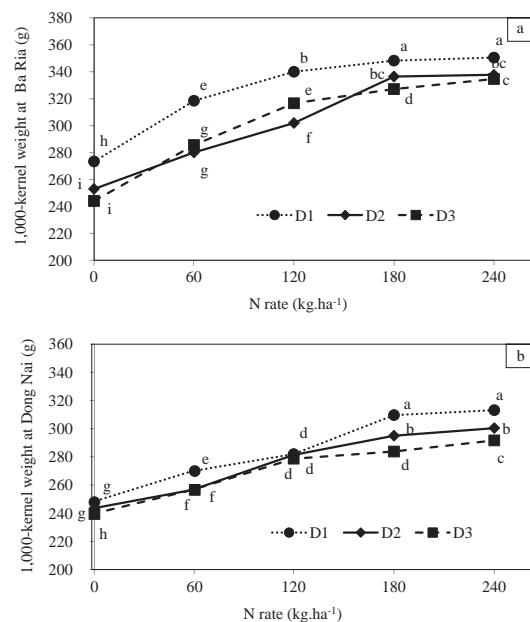 380
360
340
320
300
280
260
240
220
200
1,000-kernel weight at Ba Ria (g)
a
h
i
i
e
g
g
b
e
f
a
bc
d
a
bc
c
D1 D2 D3
0 60 120 180 240
N rate (kg.ha⁻¹)
360
340
320
300
280
260
240
220
200
1,000-kernel weight at Dong Nai (g)
b
g
g
h
e
f
f
d
d
d
a
b
d
a
b
c
D1 D2 D3
0 60 120 180 240
N rate (kg.ha⁻¹)